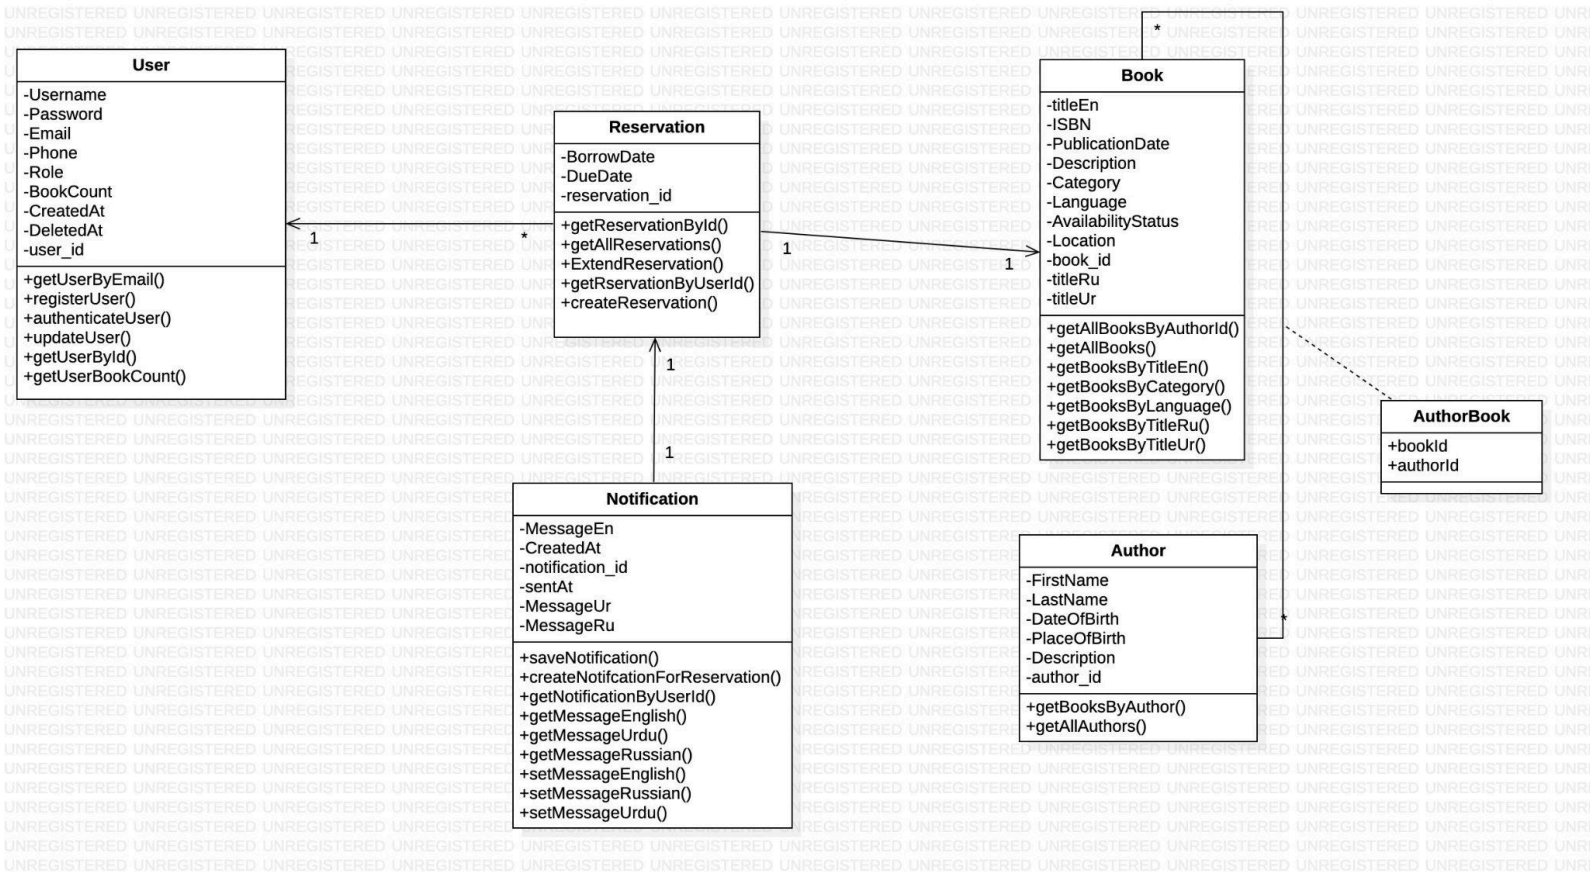 User
-Username
-Password
-Email
-Phone
-Role
-BookCount
-CreatedAt
-DeletedAt
-user_id
+getUserByEmail()
+registerUser()
+authenticateUser()
+updateUser()
+getUserById()
+getUserBookCount()
1
*
Reservation
-BorrowDate
-DueDate
-reservation_id
+getReservationById()
+getAllReservations()
+ExtendReservation()
+getRservationByUserId()
+createReservation()
1
1
1
1
Notification
-MessageEn
-CreatedAt
-notification_id
-sentAt
-MessageUr
-MessageRu
+saveNotification()
+createNotifcationForReservation()
+getNotificationByUserId()
+getMessageEnglish()
+getMessageUrdu()
+getMessageRussian()
+setMessageEnglish()
+setMessageRussian()
+setMessageUrdu()
*
Book
-titleEn
-ISBN
-PublicationDate
-Description
-Category
-Language
-AvailabilityStatus
-Location
-book_id
-titleRu
-titleUr
+getAllBooksByAuthorId()
+getAllBooks()
+getBooksByTitleEn()
+getBooksByCategory()
+getBooksByLanguage()
+getBooksByTitleRu()
+getBooksByTitleUr()
AuthorBook
+bookId
+authorId
Author
-FirstName
-LastName
-DateOfBirth
-PlaceOfBirth
-Description
-author_id
+getBooksByAuthor()
+getAllAuthors()
*
UNREGISTERED